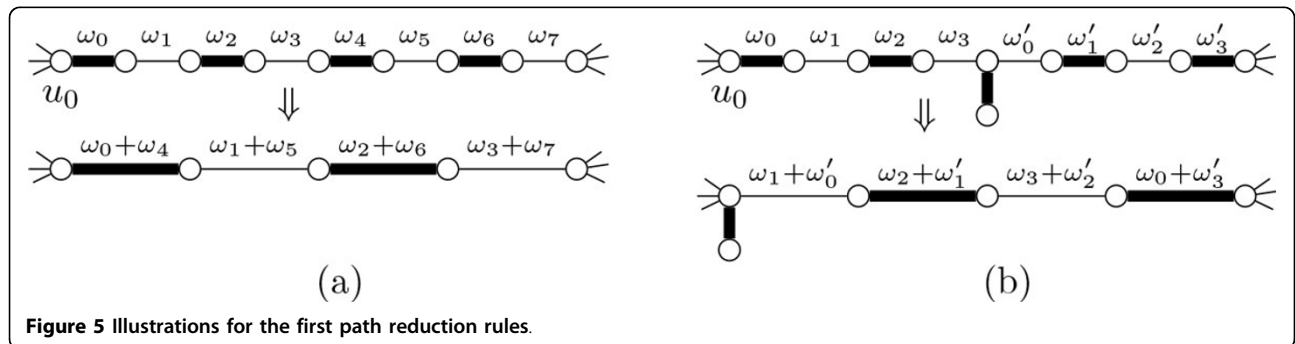 ω₀ ω₁ ω₂ ω₃ ω₄ ω₅ ω₆ ω₇
u₀
⇓
ω₀+ω₄ ω₁+ω₅ ω₂+ω₆ ω₃+ω₇
(a)
ω₀ ω₁ ω₂ ω₃ ω′₀ ω′₁ ω′₂ ω′₃
u₀
⇓
ω₁+ω′₀ ω₂+ω′₁ ω₃+ω′₂ ω₀+ω′₃
(b)
Figure 5 Illustrations for the first path reduction rules.